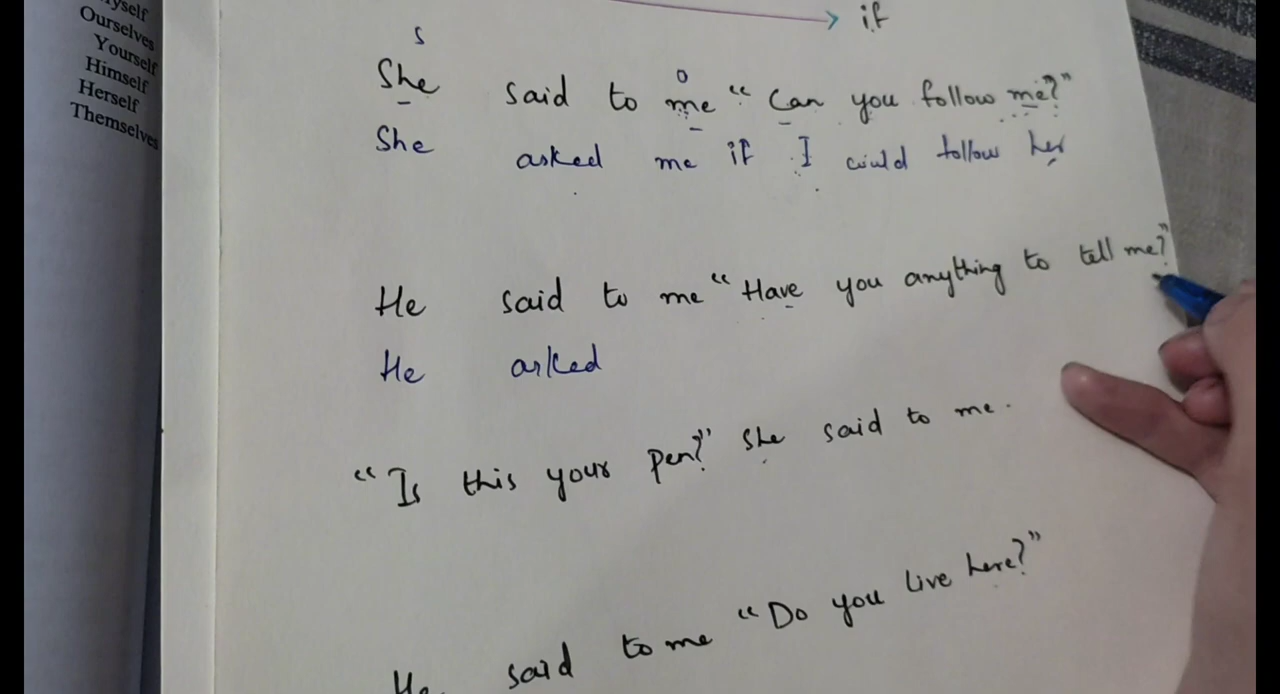 Ourselves
Yourself
Himself
Herself
Themselves
if
S
O
She said to me “Can you follow me?”
She asked me if I could follow her
He said to me “Have you anything to tell me?”
He asked
“Is this your pen?” She said to me.
He said to me “Do you live here?”